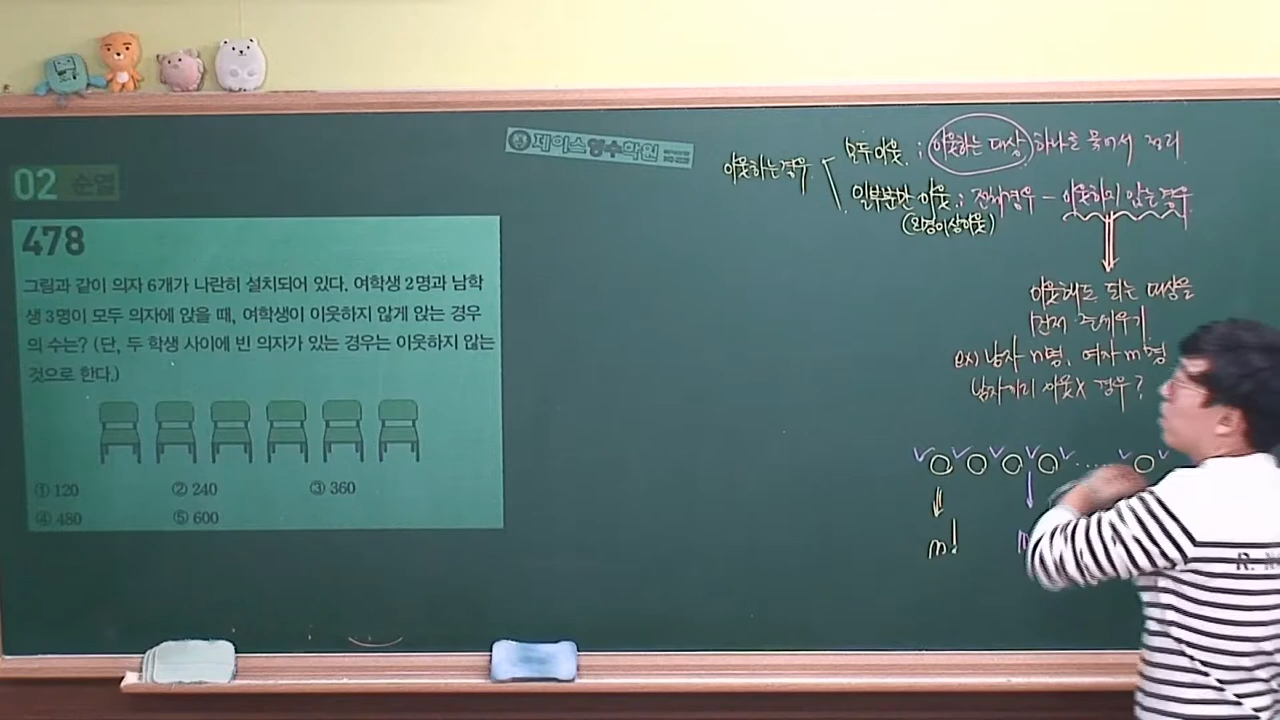 제이스영수학원
02 순열
478
그림과 같이 의자 6개가 나란히 설치되어 있다. 여학생 2명과 남학
생 3명이 모두 의자에 앉을 때, 여학생이 이웃하지 않게 앉는 경우
의 수는? (단, 두 학생 사이에 빈 의자가 있는 경우는 이웃하지 않는
것으로 한다.)
① 120 ② 240 ③ 360
④ 480 ⑤ 600
이웃하는 경우
모두 이웃 : 이웃하는 대상 하나로 묶어서 정리
일부분만 이웃 : 전체경우 - 이웃하지 않는 경우
(2명이상이웃)
이웃해도 되는 대상을
먼저 줄세우기
ex) 남자 n명, 여자 m명
남자끼리 이웃X 경우?
m!
R. N